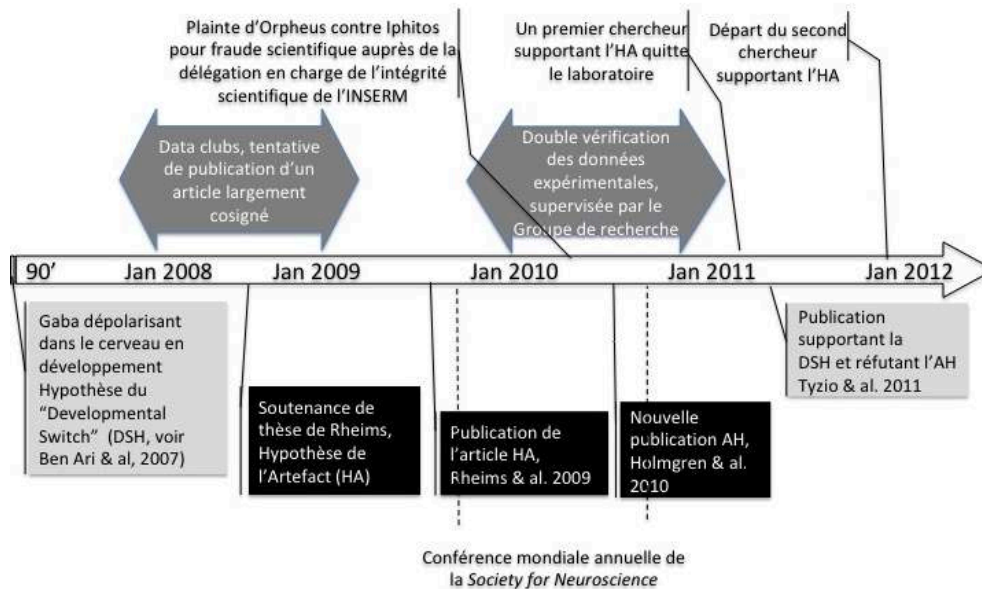 Plainte d’Orpheus contre Iphitos
pour fraude scientifique auprès de la
délégation en charge de l’intégrité
scientifique de l’INSERM
Un premier chercheur
supportant l’HA quitte
le laboratoire
Départ du second
chercheur
supportant l’HA
Data clubs, tentative
de publication d’un
article largement
cosigné
Double vérification
des données
expérimentales,
supervisée par le
Groupe de recherche
90’ Jan 2008 Jan 2009 Jan 2010 Jan 2011 Jan 2012
Gaba dépolarisant
dans le cerveau en
développement
Hypothèse du
“Developmental
Switch” (DSH, voir
Ben Ari & al, 2007)
Soutenance de
thèse de Rheims,
Hypothèse de
l’Artefact (HA)
Publication de
l’article HA,
Rheims & al. 2009
Nouvelle
publication AH,
Holmgren & al.
2010
Publication
supportant la
DSH et réfutant l’AH
Tyzio & al. 2011
Conférence mondiale annuelle de
la Society for Neuroscience